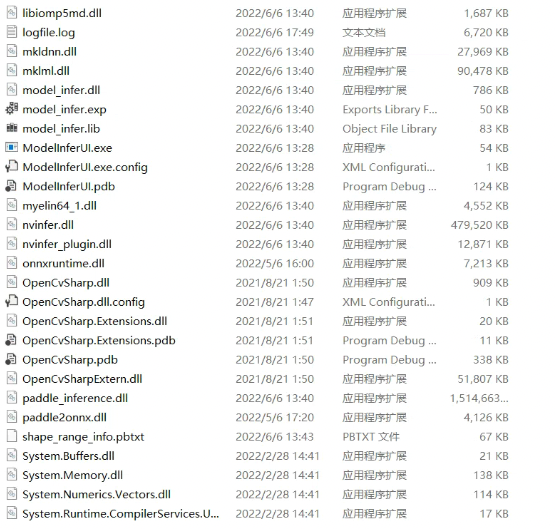 libiomp5md.dll 2022/6/6 13:40 应用程序扩展 1,687 KB
logfile.log 2022/6/6 17:49 文本文档 6,720 KB
mkldnn.dll 2022/6/6 13:40 应用程序扩展 27,969 KB
mklml.dll 2022/6/6 13:40 应用程序扩展 90,478 KB
model_infer.dll 2022/6/6 13:40 应用程序扩展 786 KB
model_infer.exp 2022/6/6 13:40 Exports Library F... 50 KB
model_infer.lib 2022/6/6 13:40 Object File Library 83 KB
ModelInferUI.exe 2022/6/6 13:28 应用程序 54 KB
ModelInferUI.exe.config 2022/6/6 13:28 XML Configurati... 1 KB
ModelInferUI.pdb 2022/6/6 13:28 Program Debug ... 124 KB
myelin64_1.dll 2022/6/6 13:40 应用程序扩展 4,552 KB
nvinfer.dll 2022/6/6 13:40 应用程序扩展 479,520 KB
nvinfer_plugin.dll 2022/6/6 13:40 应用程序扩展 12,871 KB
onnxruntime.dll 2022/5/6 16:00 应用程序扩展 7,213 KB
OpenCvSharp.dll 2021/8/21 1:50 应用程序扩展 909 KB
OpenCvSharp.dll.config 2021/8/21 1:47 XML Configurati... 1 KB
OpenCvSharp.Extensions.dll 2021/8/21 1:51 应用程序扩展 20 KB
OpenCvSharp.Extensions.pdb 2021/8/21 1:51 Program Debug ... 11 KB
OpenCvSharp.pdb 2021/8/21 1:50 Program Debug ... 338 KB
OpenCvSharpExtern.dll 2021/8/21 1:50 应用程序扩展 51,807 KB
paddle_inference.dll 2022/6/6 13:40 应用程序扩展 1,514,663...
paddle2onnx.dll 2022/5/6 17:20 应用程序扩展 4,126 KB
shape_range_info.pbtxt 2022/6/6 13:43 PBTXT 文件 67 KB
System.Buffers.dll 2022/2/28 14:41 应用程序扩展 21 KB
System.Memory.dll 2022/2/28 14:41 应用程序扩展 138 KB
System.Numerics.Vectors.dll 2022/2/28 14:41 应用程序扩展 114 KB
System.Runtime.CompilerServices.U... 2022/2/28 14:41 应用程序扩展 17 KB